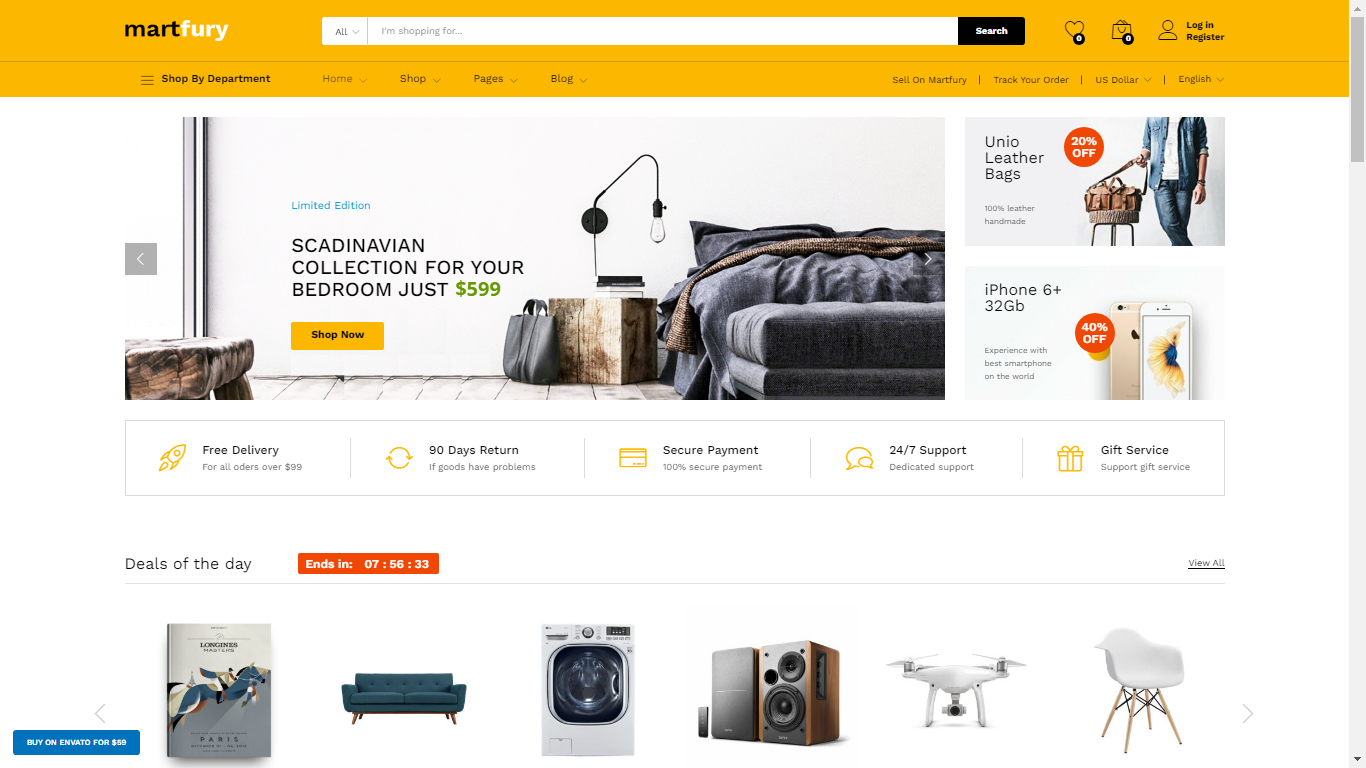 martfury
All
I'm shopping for...
Search
0
0
Log in
Register
Shop By Department
Home
Shop
Pages
Blog
Sell On Martfury
Track Your Order
US Dollar
English
Limited Edition
SCADINAVIAN
COLLECTION FOR YOUR
BEDROOM JUST $599
Shop Now
Unio
Leather
Bags
20%
OFF
100% leather
handmade
iPhone 6+
32Gb
40%
OFF
Experience with
best smartphone
on the world
Free Delivery
For all oders over $99
90 Days Return
If goods have problems
Secure Payment
100% secure payment
24/7 Support
Dedicated support
Gift Service
Support gift service
Deals of the day
Ends in: 07 : 56 : 33
View All
LONGINES
MASTERS
PARIS
BUY ON ENVATO FOR $59